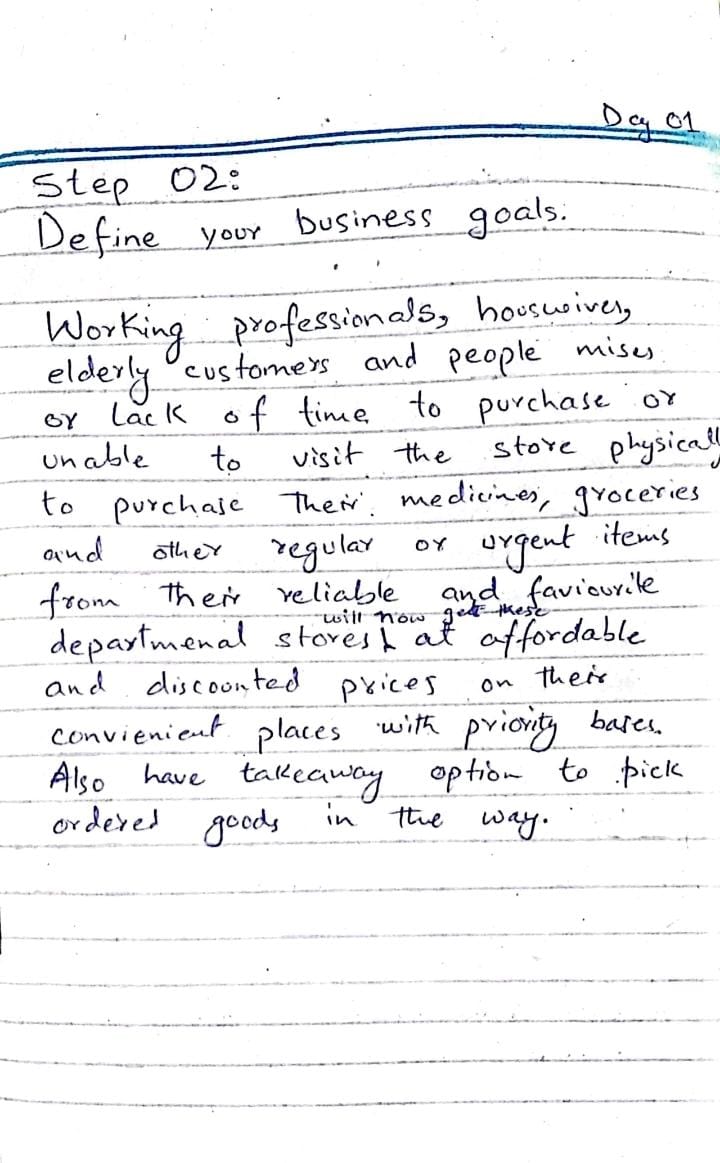 Day 01
Step 02:
Define your business goals.
Working professionals, houswives,
elderly customers and people mises
or Lack of time to purchase or
unable to visit the store physically
to purchase Their medicines, groceries
and other regular or urgent items
from their reliable and faviourite
will now get these
departmenal stores at affordable
and discounted prices on their
convienient places with priority bases.
Also have takeaway option to pick
ordered goods in the way.